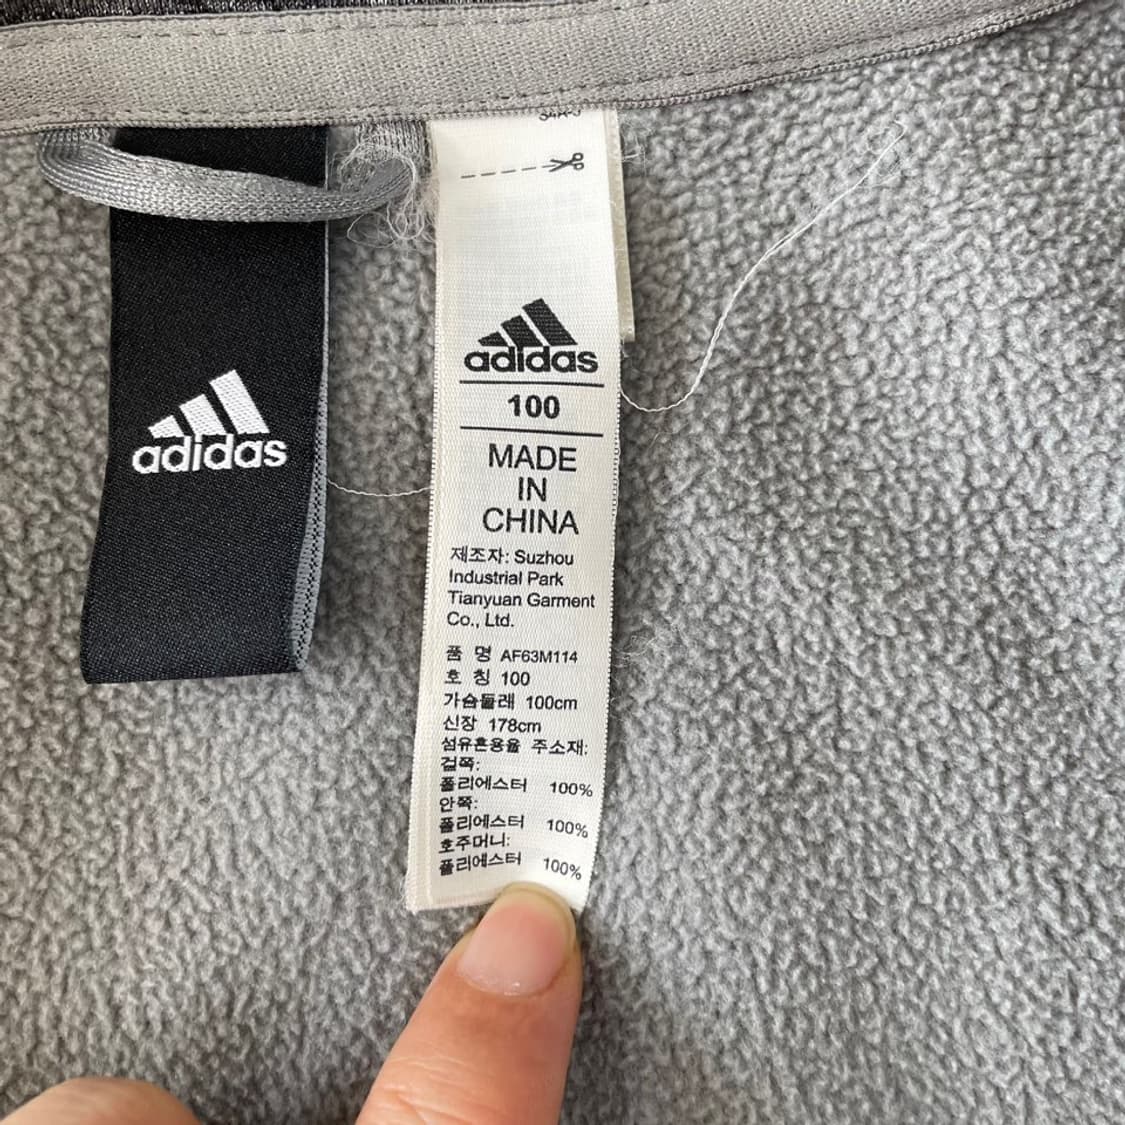 adidas
adidas
100
MADE
IN
CHINA
제조자: Suzhou
Industrial Park
Tianyuan Garment
Co., Ltd.
품 명 AF63M114
호 칭 100
가슴둘레 100cm
신장 178cm
섬유혼용율 주소재:
겉쪽:
폴리에스터 100%
안쪽:
폴리에스터 100%
호주머니:
폴리에스터 100%